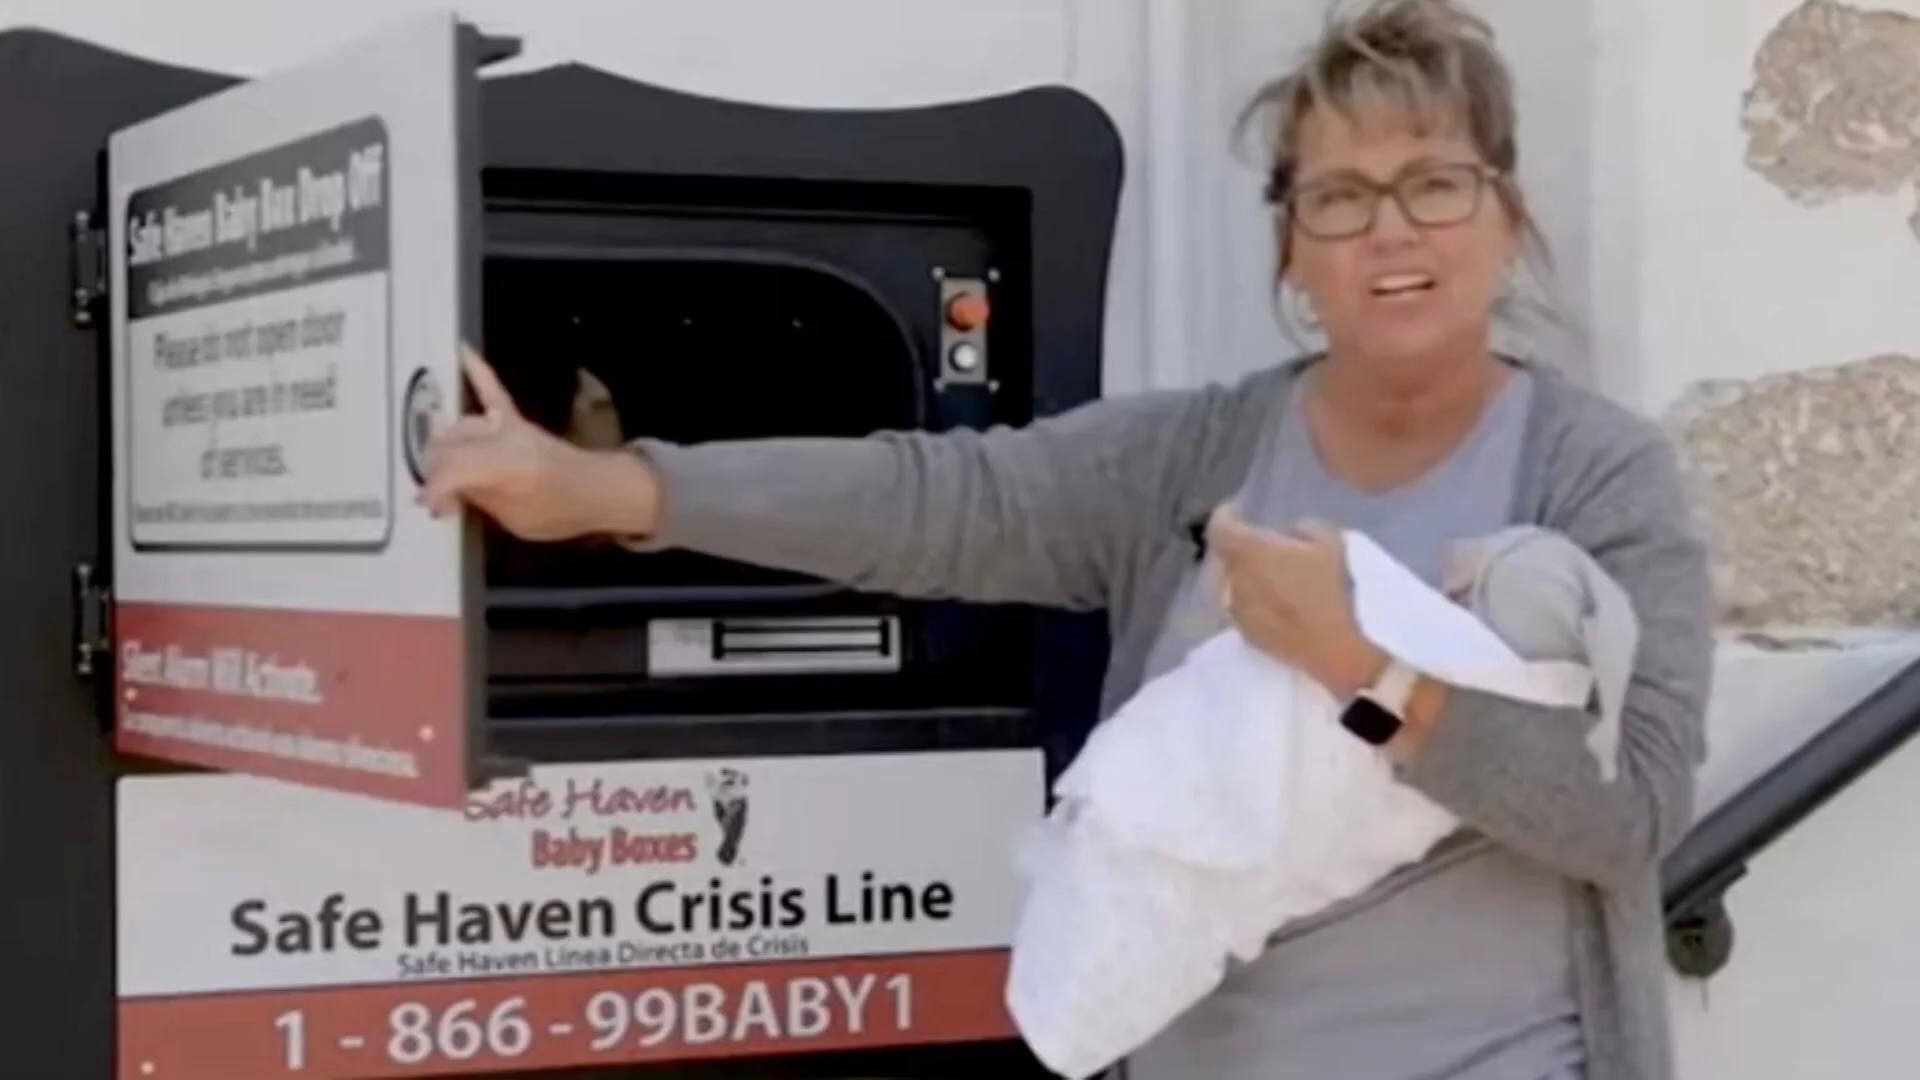 Safe Haven Baby Box Drop Off
Please do not open door
unless you are in need
of services.
Silent Alarm Will Activate.
Safe Haven
Baby Boxes
Safe Haven Crisis Line
Safe Haven Línea Directa de Crisis
1 - 866 - 99BABY1